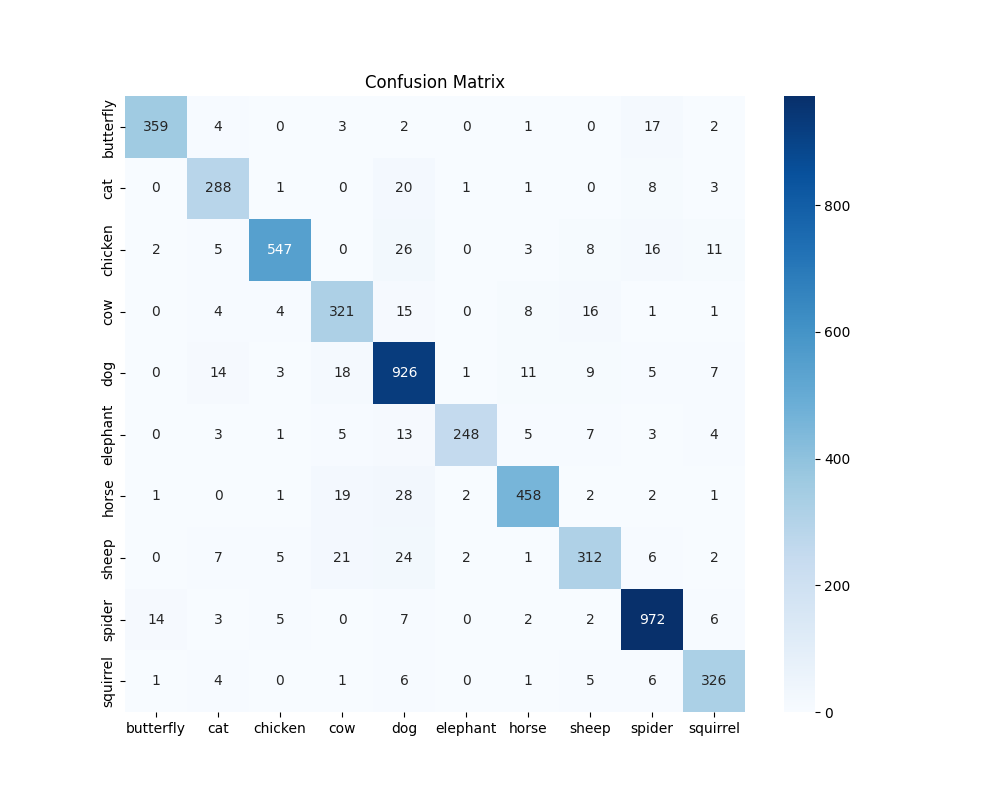 Confusion Matrix
butterfly 359 4 0 3 2 0 1 0 17 2
cat 0 288 1 0 20 1 1 0 8 3
chicken 2 5 547 0 26 0 3 8 16 11
cow 0 4 4 321 15 0 8 16 1 1
dog 0 14 3 18 926 1 11 9 5 7
elephant 0 3 1 5 13 248 5 7 3 4
horse 1 0 1 19 28 2 458 2 2 1
sheep 0 7 5 21 24 2 1 312 6 2
spider 14 3 5 0 7 0 2 2 972 6
squirrel 1 4 0 1 6 0 1 5 6 326
butterfly cat chicken cow dog elephant horse sheep spider squirrel
800
600
400
200
0